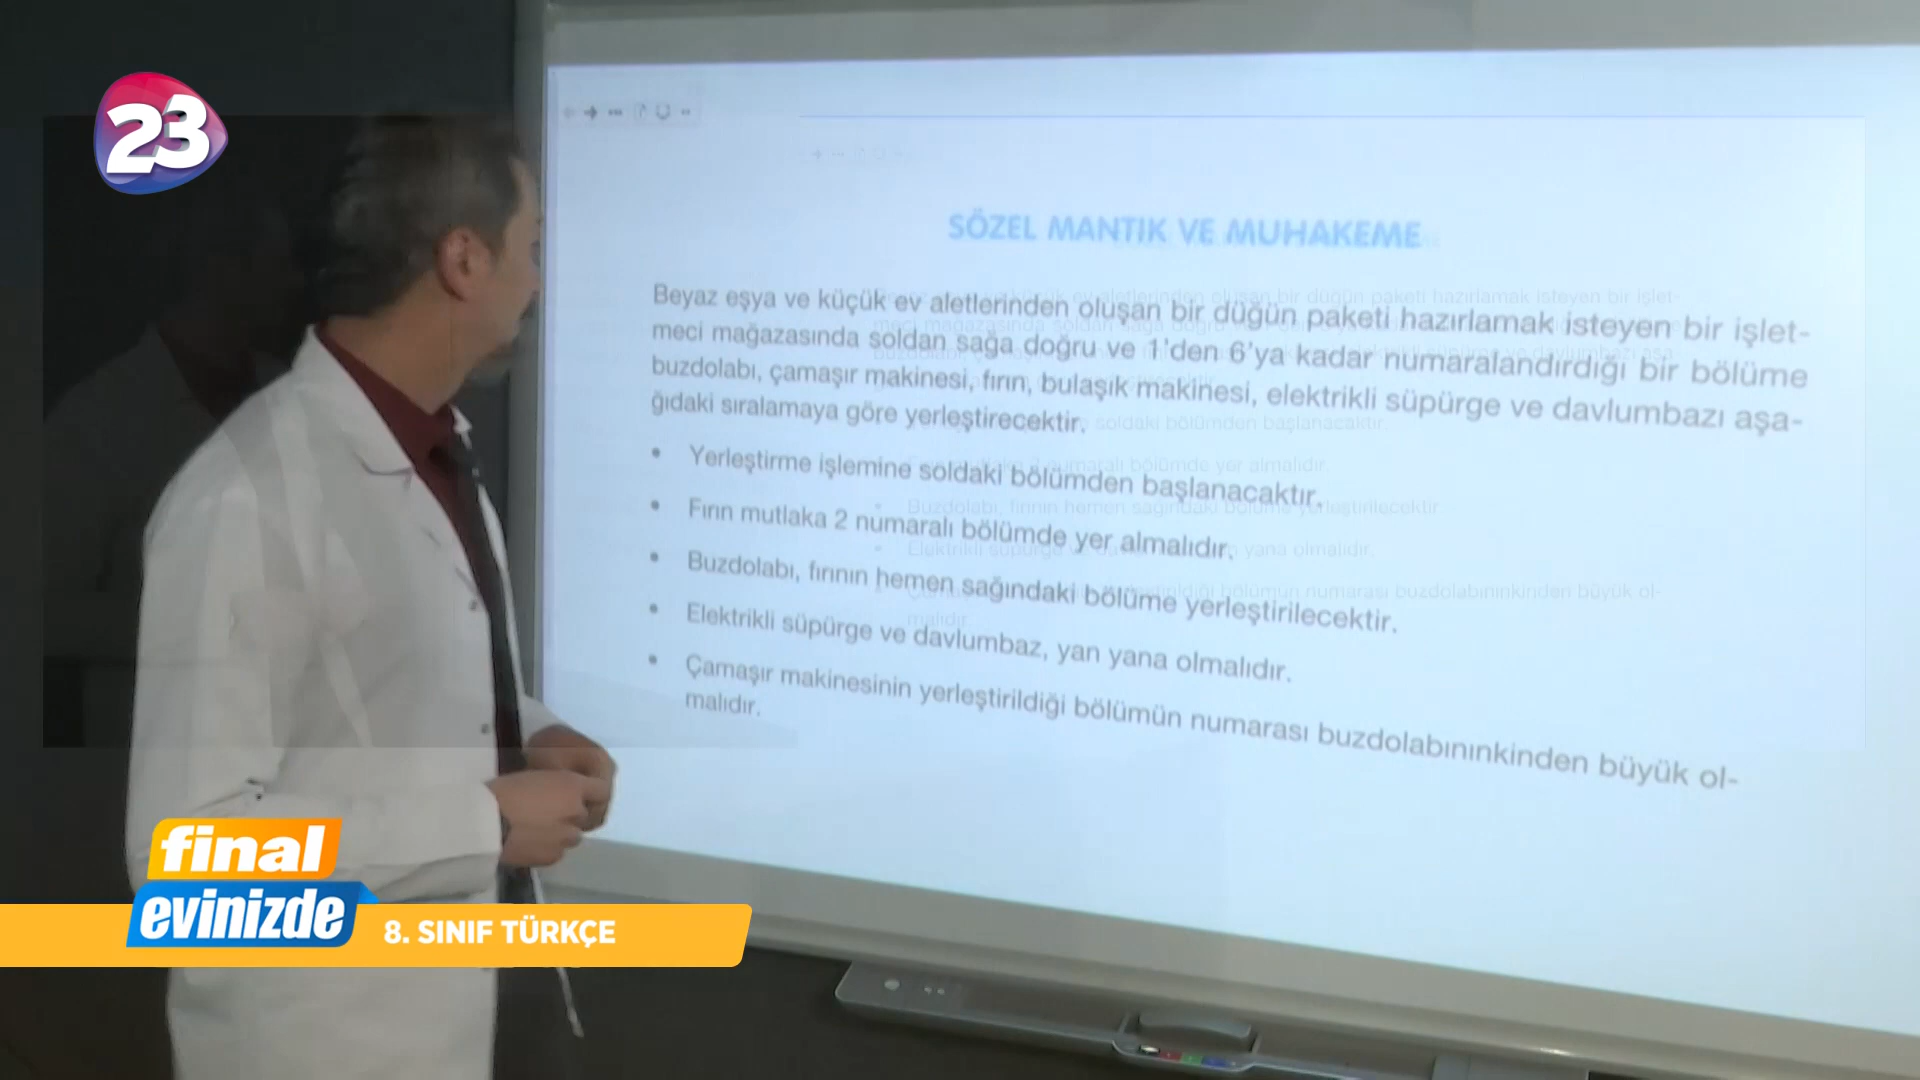 23
SÖZEL MANTIK VE MUHAKEME
Beyaz eşya ve küçük ev aletlerinden oluşan bir düğün paketi hazırlamak isteyen bir işlet-
meci mağazasında soldan sağa doğru ve 1'den 6'ya kadar numaralandırdığı bir bölüme
buzdolabı, çamaşır makinesi, fırın, bulaşık makinesi, elektrikli süpürge ve davlumbazı aşa-
ğıdaki sıralamaya göre yerleştirecektir.
• Yerleştirme işlemine soldaki bölümden başlanacaktır.
• Fırın mutlaka 2 numaralı bölümde yer almalıdır.
• Buzdolabı, fırının hemen sağındaki bölüme yerleştirilecektir.
• Elektrikli süpürge ve davlumbaz, yan yana olmalıdır.
• Çamaşır makinesinin yerleştirildiği bölümün numarası buzdolabınınkinden büyük ol-
malıdır.
final
evinizde
8. SINIF TÜRKÇE